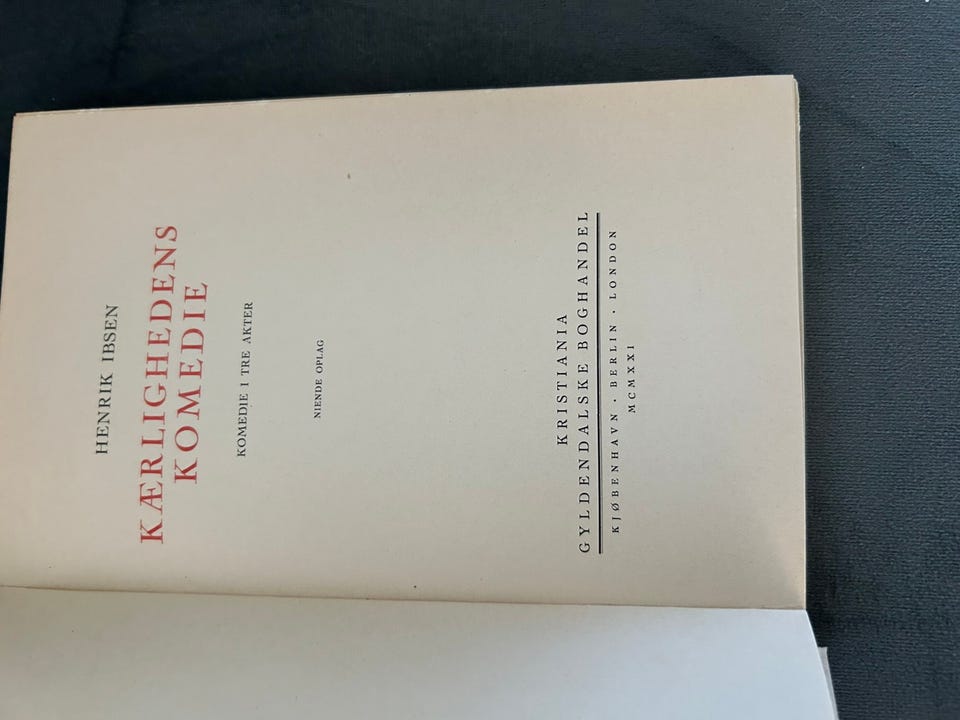 HENRIK IBSEN
KÆRLIGHEDENS
KOMEDIE
KOMEDIE I TRE AKTER
NIENDE OPLAG
KRISTIANIA
GYLDENDALSKE BOGHANDEL
KJØBENHAVN · BERLIN · LONDON
MCMXXI